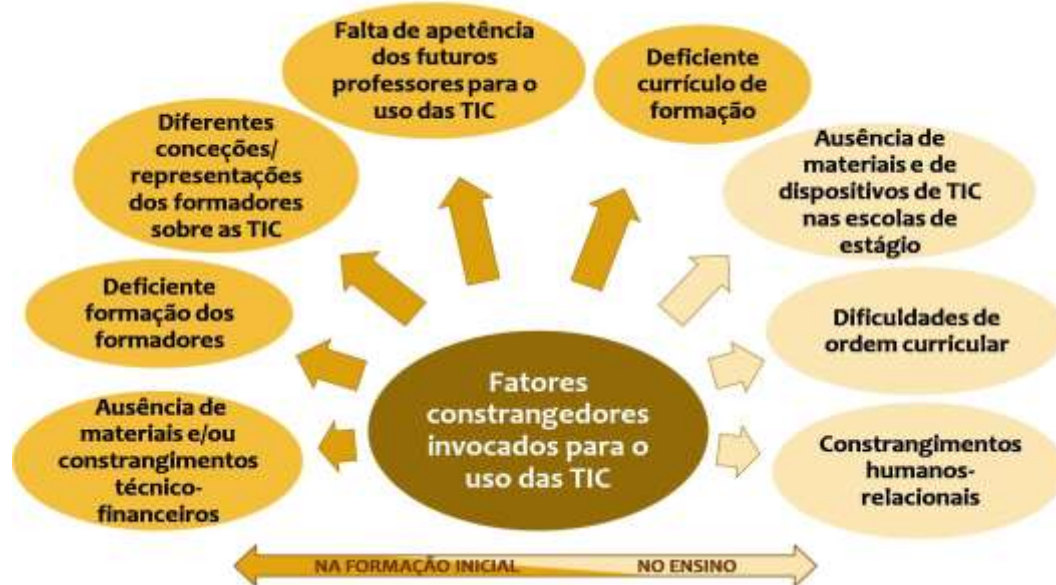 Falta de apetência
dos futuros
professores para o
uso das TIC
Deficiente
currículo de
formação
Diferentes
conceções/
representações
dos formadores
sobre as TIC
Ausência de
materiais e de
dispositivos de TIC
nas escolas de
estágio
Deficiente
formação dos
formadores
Dificuldades de
ordem curricular
Ausência de
materiais e/ou
constrangimentos
técnico-
financeiros
Fatores
constrangedores
invocados para o
uso das TIC
Constrangimentos
humanos-
relacionais
NA FORMAÇÃO INICIAL NO ENSINO